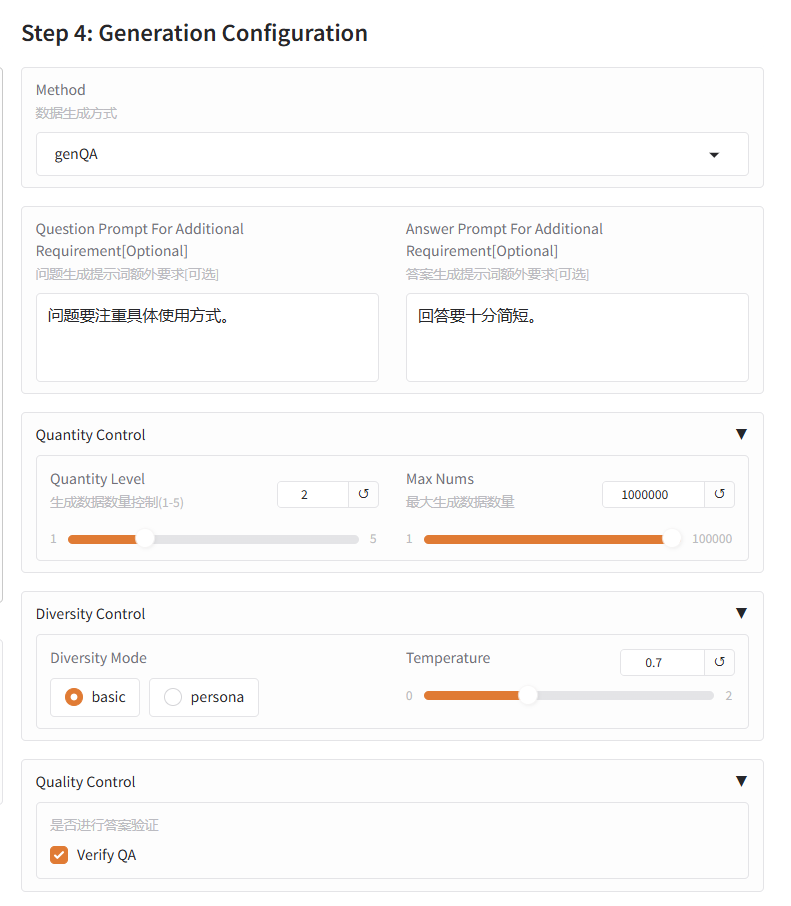 Step 4: Generation Configuration
Method
数据生成方式
genQA
Question Prompt For Additional
Requirement[Optional]
问题生成提示词额外要求[可选]
问题要注重具体使用方式。
Answer Prompt For Additional
Requirement[Optional]
答案生成提示词额外要求[可选]
回答要十分简短。
Quantity Control
▼
Quantity Level
生成数据数量控制(1-5)
2
↺
1
5
Max Nums
最大生成数据数量
1000000
↺
1
100000
Diversity Control
▼
Diversity Mode
basic
persona
Temperature
0.7
↺
0
2
Quality Control
▼
是否进行答案验证
Verify QA